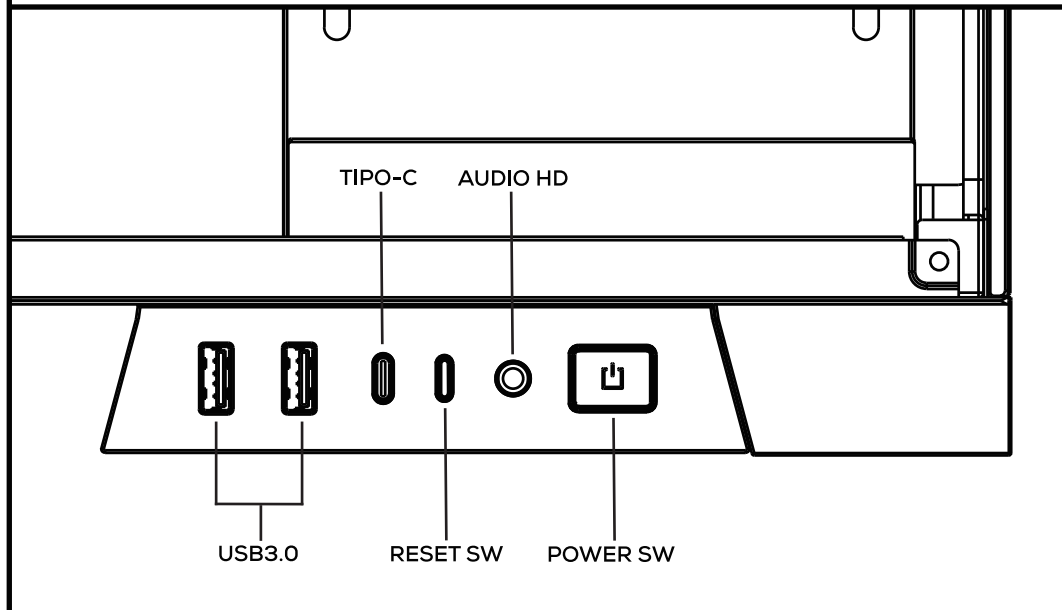 TIPO-C
AUDIO HD
USB3.0
RESET SW
POWER SW